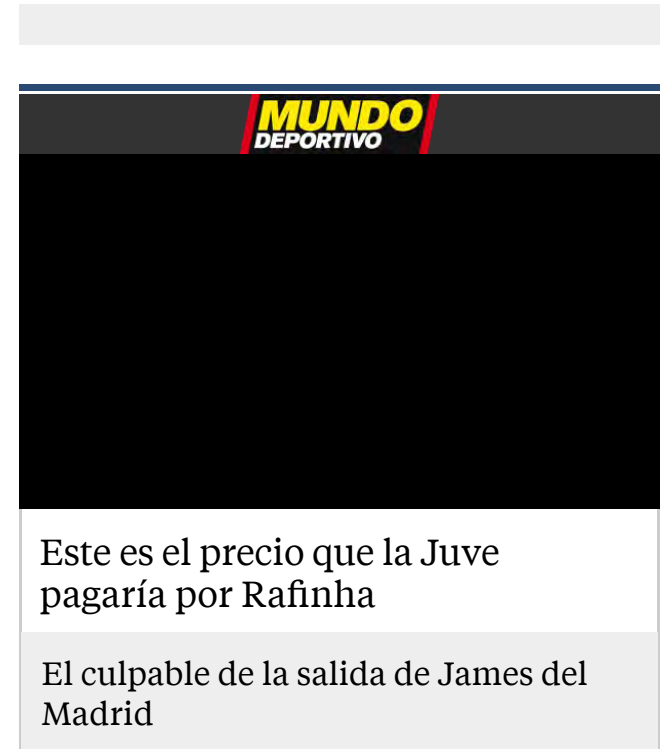 MUNDO
DEPORTIVO
Este es el precio que la Juve
pagaría por Rafinha
El culpable de la salida de James del
Madrid